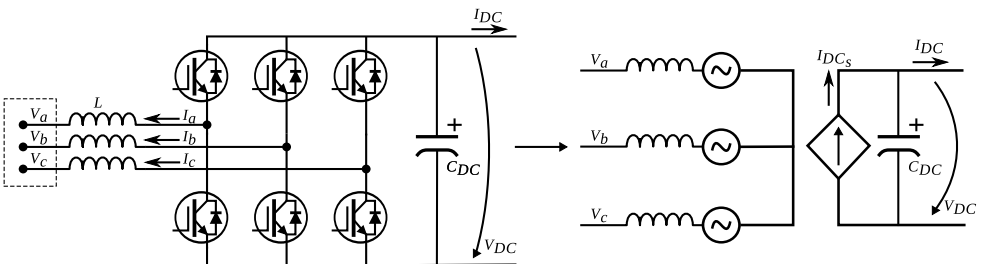 I_DC
L
V_a
I_a
V_b
I_b
V_c
I_c
+
C_DC
V_DC
V_a
V_b
V_c
I_DCs
I_DC
+
C_DC
V_DC